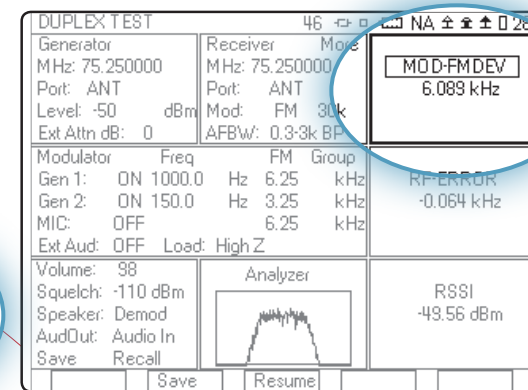 DUPLEX TEST 46 NA 28
Generator
MHz: 75.250000
Port: ANT
Level: -50 dBm
Ext Attn dB: 0
Receiver More
MHz: 75.250000
Port: ANT
Mod: FM 30k
AFBW: 0.3-3k BP
MOD-FM DEV
6.089 kHz
Modulator Freq FM Group
Gen 1: ON 1000.0 Hz 6.25 kHz
Gen 2: ON 150.0 Hz 3.25 kHz
MIC: OFF 6.25 kHz
Ext Aud: OFF Load: High Z
RF-ERROR
-0.064 kHz
Volume: 98
Squelch: -110 dBm
Speaker: Demod
AudOut: Audio In
Save Recall
Analyzer
RSSI
-49.56 dBm
Save Resume